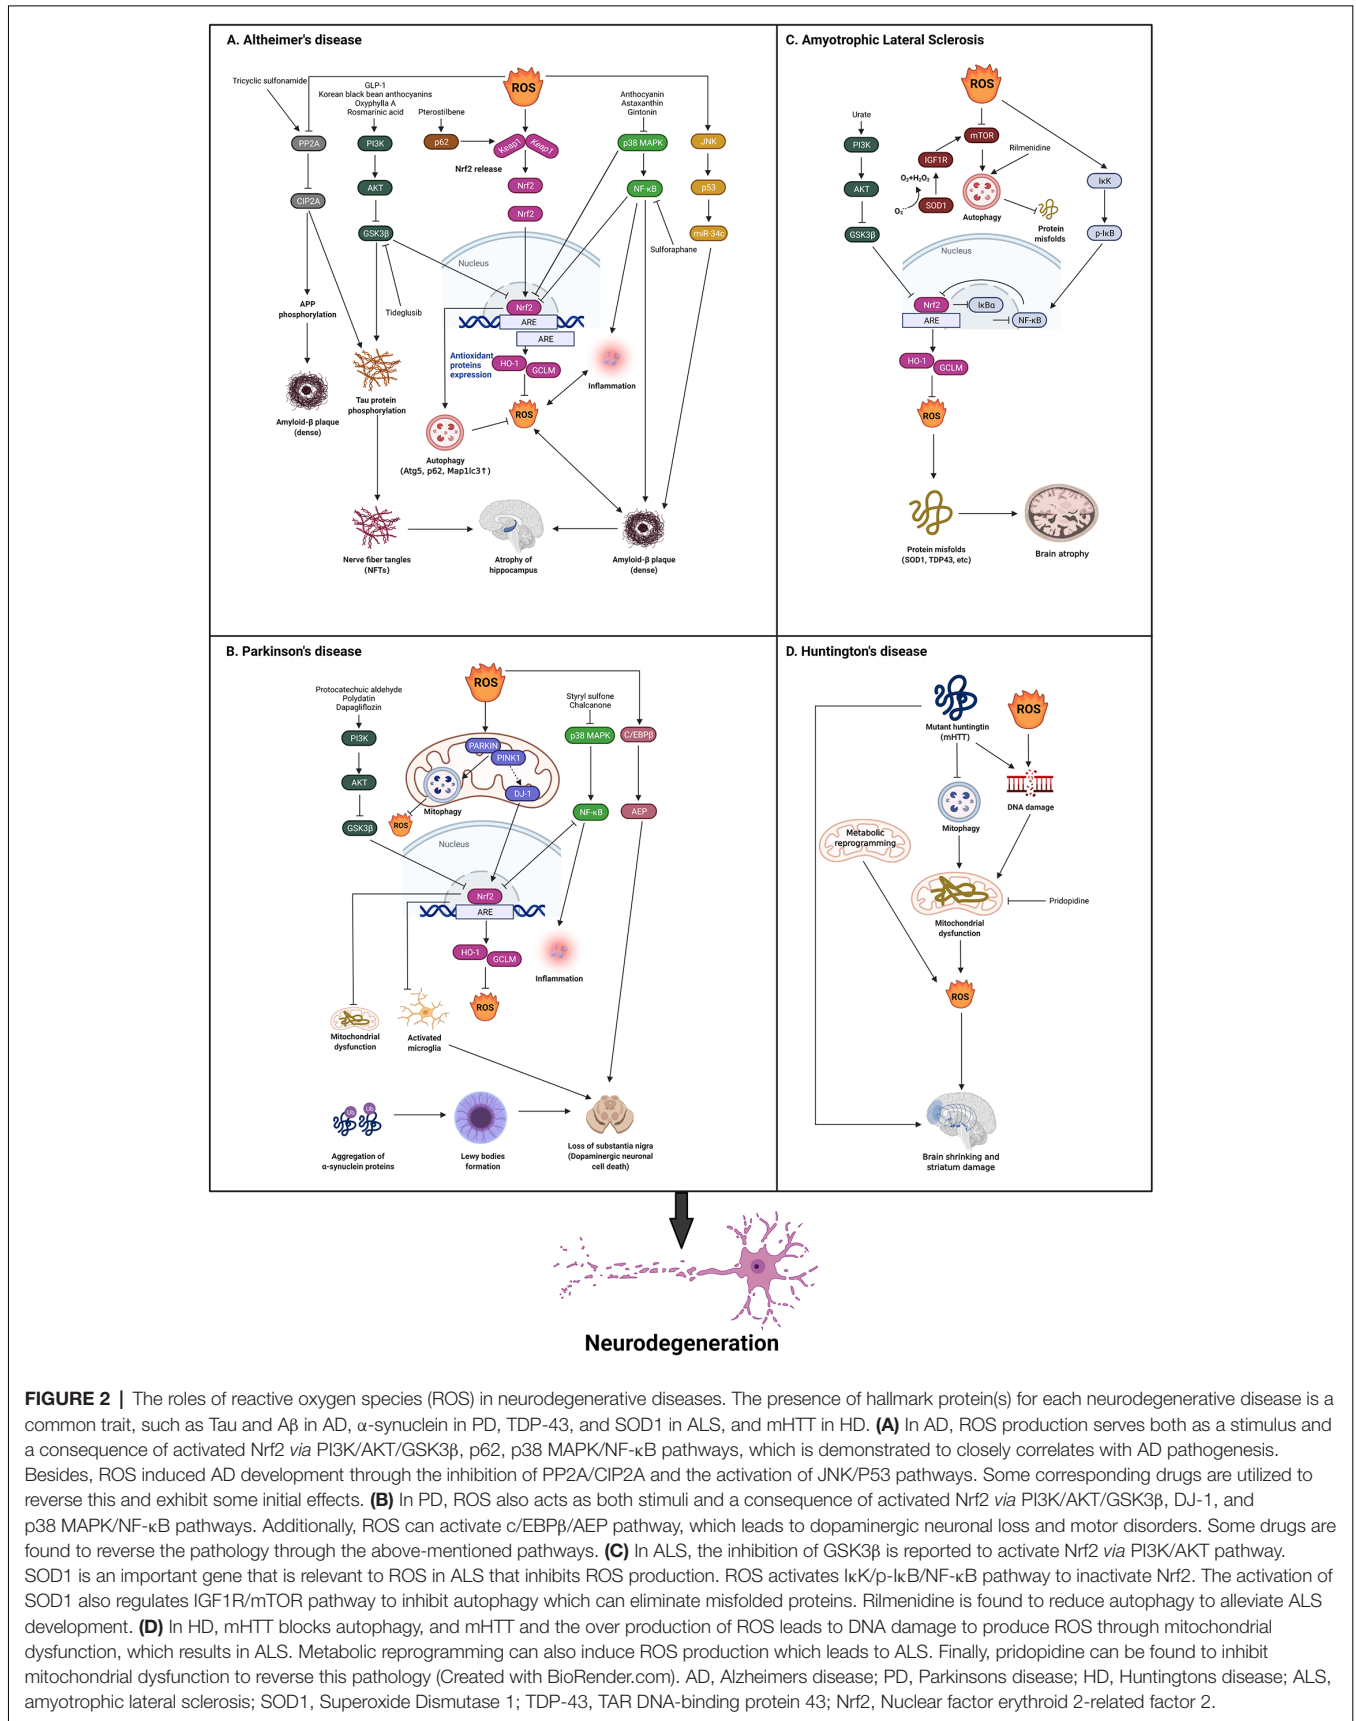 A. Altheimer's disease
Tricyclic sulfonamide
GLP-1
Korean black bean anthocyanins
Oxyphylla A
Rosmarinic acid
Pterostilbene
ROS
Anthocyanin
Astaxanthin
Gintonin
PP2A
PI3K
p62
Keap1
Keap1
p38 MAPK
JNK
Nrf2 release
CIP2A
AKT
Nrf2
NF-κB
p53
Nrf2
GSK3β
miR-34c
Sulforaphane
Nucleus
APP
phosphorylation
Tideglusib
Nrf2
ARE
ARE
Antioxidant
proteins
expression
HO-1
GCLM
Inflammation
Tau protein
phosphorylation
ROS
Amyloid-β plaque
(dense)
Autophagy
(Atg5, p62, Map1lc3↑)
Nerve fiber tangles
(NFTs)
Atrophy of
hippocampus
Amyloid-β plaque
(dense)
C. Amyotrophic Lateral Sclerosis
ROS
Urate
PI3K
mTOR
IGF1R
Rilmenidine
O₂+H₂O₂
AKT
SOD1
O₂·⁻
Autophagy
Protein
misfolds
IκK
GSK3β
p-IκB
Nucleus
Nrf2
IκBα
ARE
NF-κB
HO-1
GCLM
ROS
Protein misfolds
(SOD1, TDP43, etc)
Brain atrophy
B. Parkinson's disease
ROS
Protocatechuic aldehyde
Polydatin
Dapagliflozin
Styryl sulfone
Chalcanone
PI3K
PARKIN
PINK1
p38 MAPK
C/EBPβ
AKT
DJ-1
Mitophagy
NF-κB
AEP
GSK3β
ROS
Nucleus
Nrf2
ARE
HO-1
GCLM
Inflammation
ROS
Mitochondrial
dysfunction
Activated
microglia
Ub
Ub
Aggregation of
α-synuclein proteins
Lewy bodies
formation
Loss of substantia nigra
(Dopaminergic neuronal
cell death)
D. Huntington's disease
Mutant huntingtin
(mHTT)
ROS
DNA damage
Mitophagy
Metabolic
reprogramming
Pridopidine
Mitochondrial
dysfunction
ROS
Brain shrinking and
striatum damage
Neurodegeneration
FIGURE 2 | The roles of reactive oxygen species (ROS) in neurodegenerative diseases. The presence of hallmark protein(s) for each neurodegenerative disease is a
common trait, such as Tau and Aβ in AD, α-synuclein in PD, TDP-43, and SOD1 in ALS, and mHTT in HD. (A) In AD, ROS production serves both as a stimulus and
a consequence of activated Nrf2 via PI3K/AKT/GSK3β, p62, p38 MAPK/NF-κB pathways, which is demonstrated to closely correlates with AD pathogenesis.
Besides, ROS induced AD development through the inhibition of PP2A/CIP2A and the activation of JNK/P53 pathways. Some corresponding drugs are utilized to
reverse this and exhibit some initial effects. (B) In PD, ROS also acts as both stimuli and a consequence of activated Nrf2 via PI3K/AKT/GSK3β, DJ-1, and
p38 MAPK/NF-κB pathways. Additionally, ROS can activate c/EBPβ/AEP pathway, which leads to dopaminergic neuronal loss and motor disorders. Some drugs are
found to reverse the pathology through the above-mentioned pathways. (C) In ALS, the inhibition of GSK3β is reported to activate Nrf2 via PI3K/AKT pathway.
SOD1 is an important gene that is relevant to ROS in ALS that inhibits ROS production. ROS activates IκK/p-IκB/NF-κB pathway to inactivate Nrf2. The activation of
SOD1 also regulates IGF1R/mTOR pathway to inhibit autophagy which can eliminate misfolded proteins. Rilmenidine is found to reduce autophagy to alleviate ALS
development. (D) In HD, mHTT blocks autophagy, and mHTT and the over production of ROS leads to DNA damage to produce ROS through mitochondrial
dysfunction, which results in ALS. Metabolic reprogramming can also induce ROS production which leads to ALS. Finally, pridopidine can be found to inhibit
mitochondrial dysfunction to reverse this pathology (Created with BioRender.com). AD, Alzheimers disease; PD, Parkinsons disease; HD, Huntingtons disease; ALS,
amyotrophic lateral sclerosis; SOD1, Superoxide Dismutase 1; TDP-43, TAR DNA-binding protein 43; Nrf2, Nuclear factor erythroid 2-related factor 2.